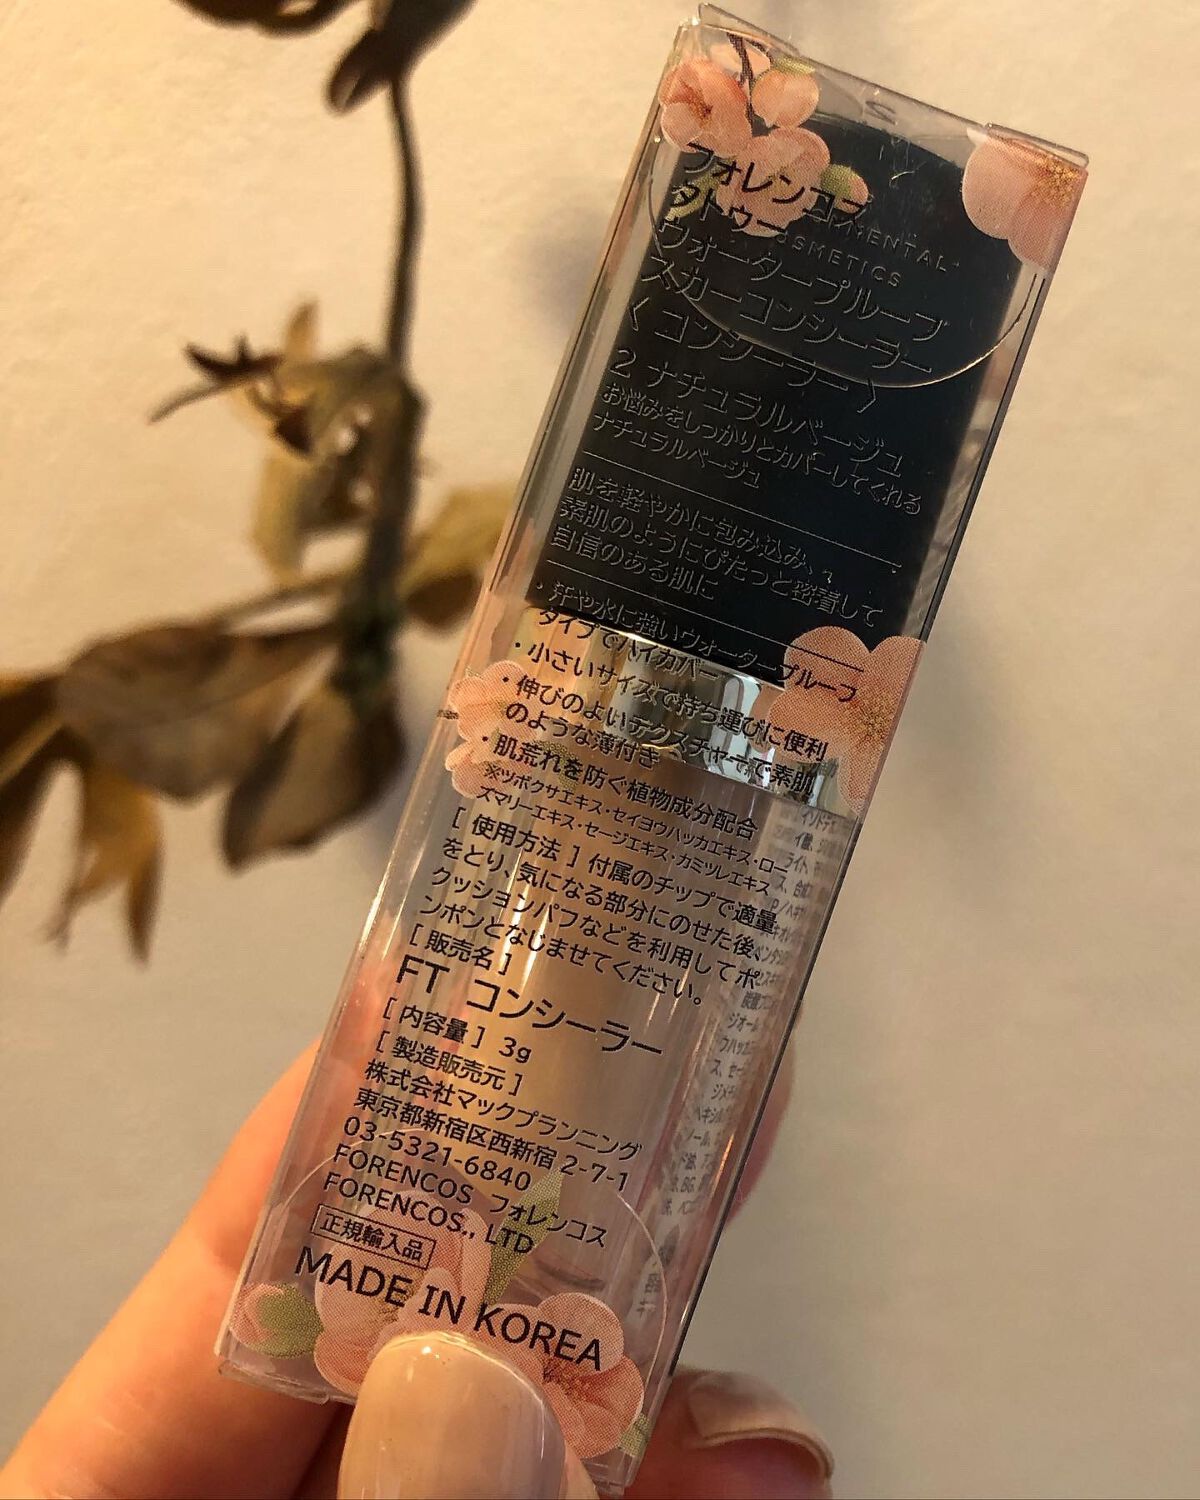 フォレンコス
タトゥー
ウォータープルーフ
スカーコンシーラー
〈コンシーラー〉
2 ナチュラルベージュ
お悩みをしっかりとカバーしてくれる
ナチュラルベージュ
肌を軽やかに包み込み、
素肌のようにぴたっと密着して
自信のある肌に
・汗や水に強いウォータープルーフ
タイプでハイカバー
・小さいサイズで持ち運びに便利
・伸びのよいテクスチャーで素肌
のような薄付き
・肌荒れを防ぐ植物成分配合
※ツボクサエキス・セイヨウハッカエキス・ロー
ズマリーエキス・セージエキス・カミツレエキス
[ 使用方法 ] 付属のチップで適量
をとり、気になる部分にのせた後、
クッションパフなどを利用してポ
ンポンとなじませてください。
[ 販売名 ]
FT コンシーラー
[ 内容量 ] 3g
[ 製造販売元 ]
株式会社マックプランニング
東京都新宿区西新宿 2-7-1
03-5321-6840
FORENCOS フォレンコス
FORENCOS., LTD
正規輸入品
MADE IN KOREA
MENTAL
COSMETICS